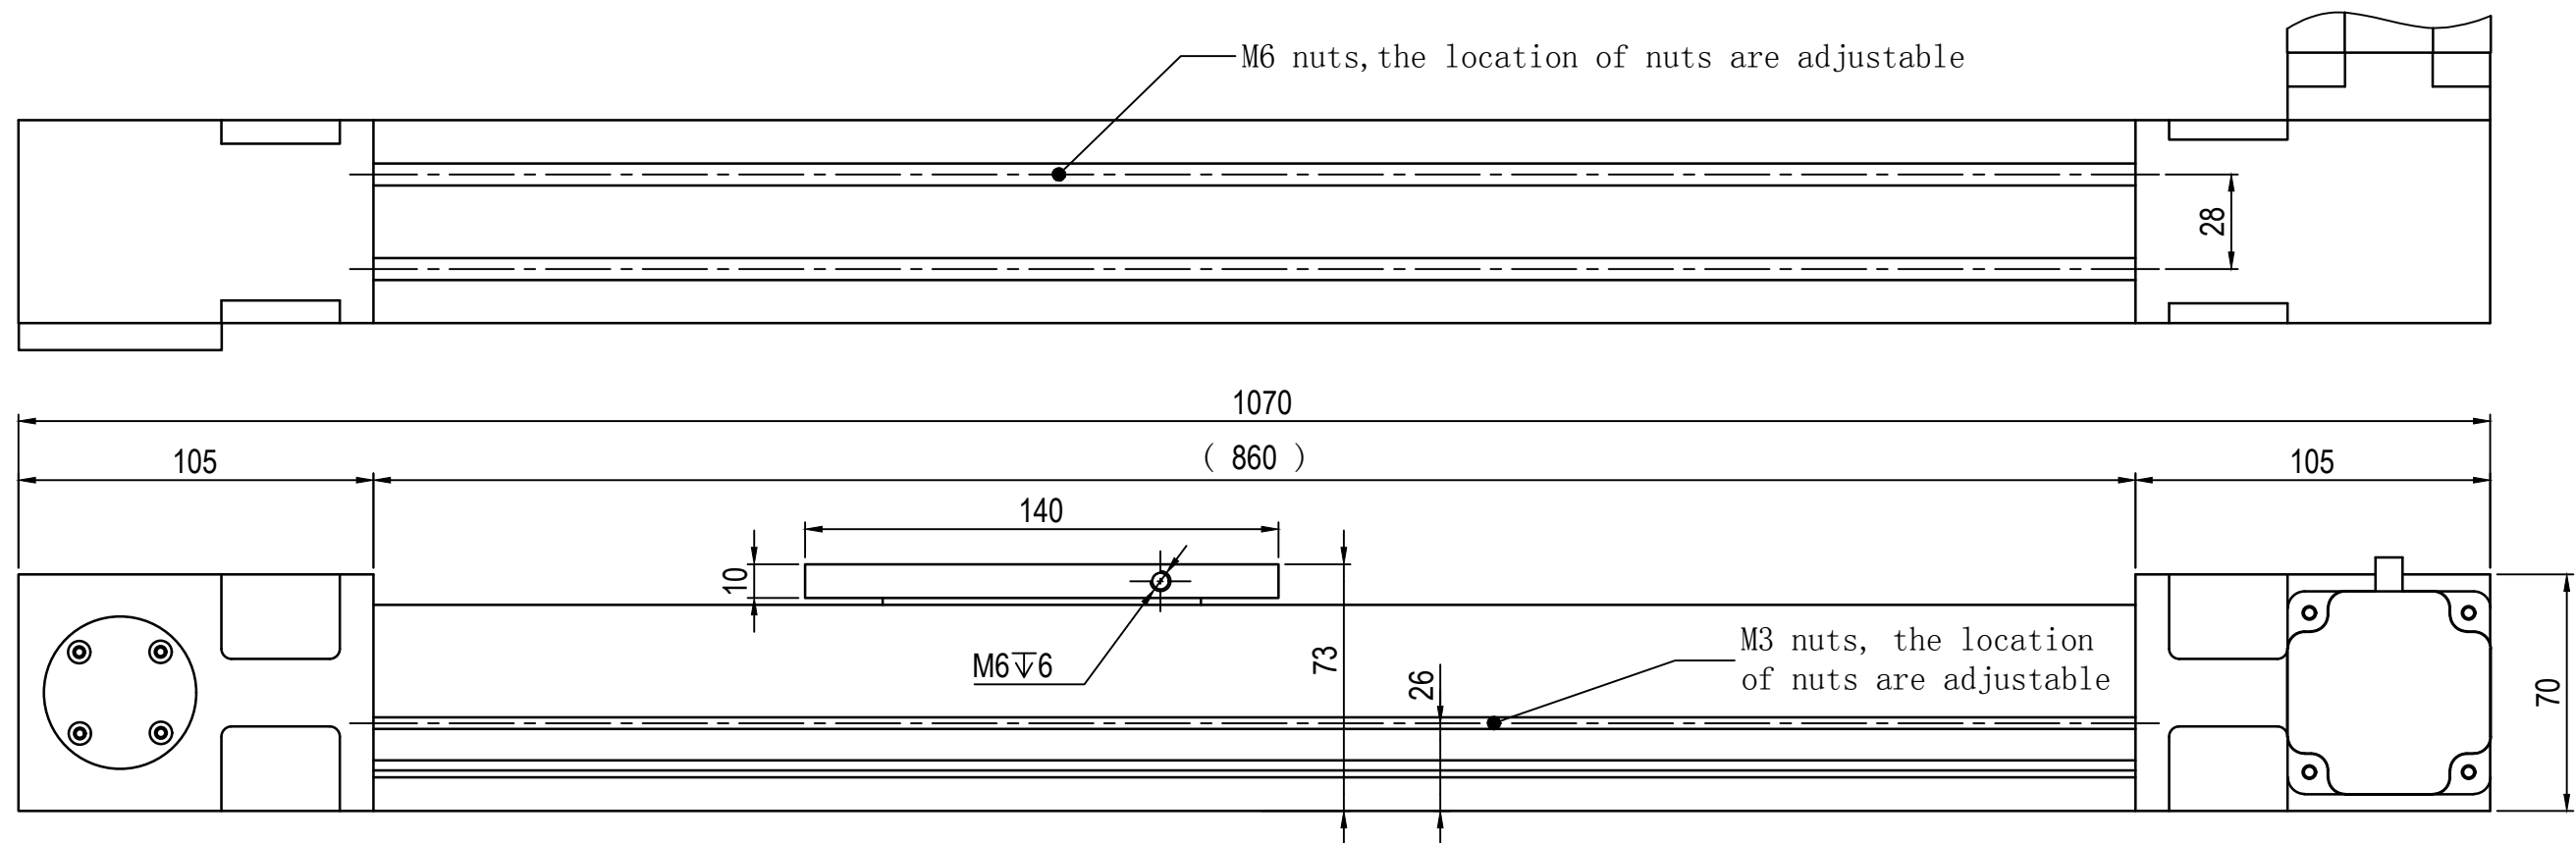 M6 nuts,the location of nuts are adjustable
28
1070
105
( 860 )
105
140
10
M6↧6
73
26
M3 nuts, the location
of nuts are adjustable
70